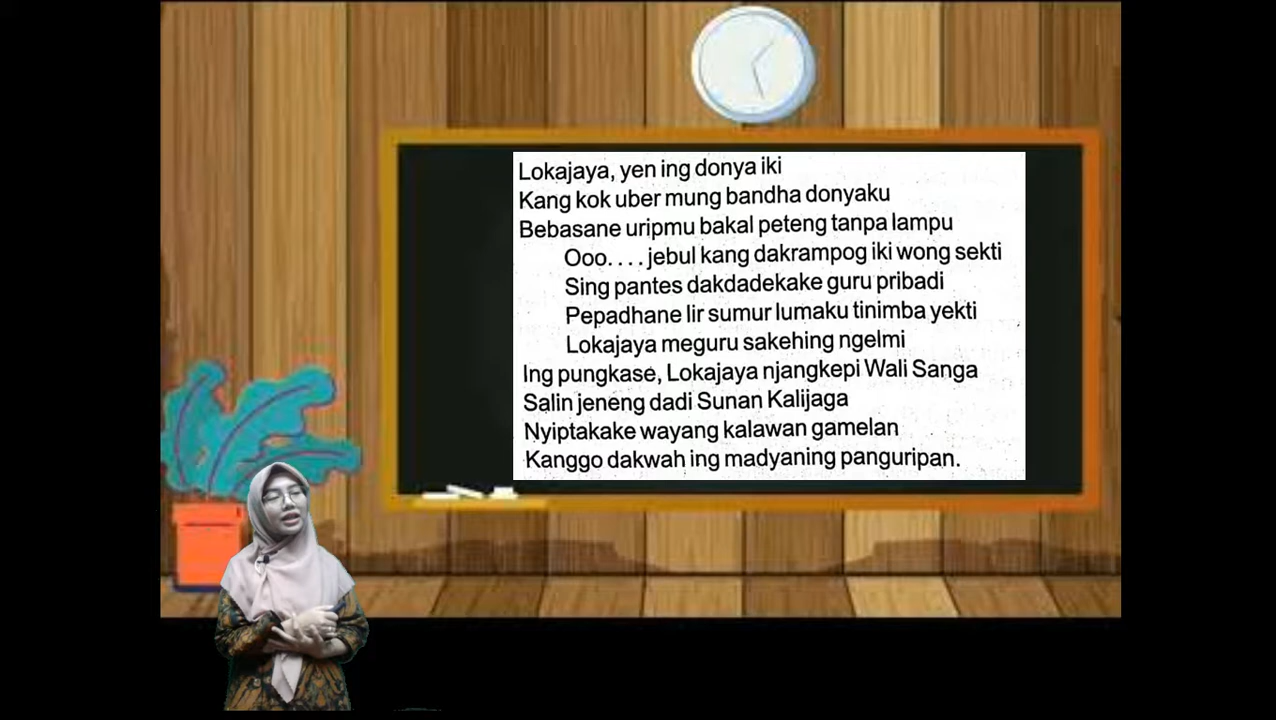 Lokajaya, yen ing donya iki
Kang kok uber mung bandha donyaku
Bebasane uripmu bakal peteng tanpa lampu
Ooo.... jebul kang dakrampog iki wong sekti
Sing pantes dakdadekake guru pribadi
Pepadhane lir sumur lumaku tinimba yekti
Lokajaya meguru sakehing ngelmi
Ing pungkase, Lokajaya njangkepi Wali Sanga
Salin jeneng dadi Sunan Kalijaga
Nyiptakake wayang kalawan gamelan
Kanggo dakwah ing madyaning panguripan.